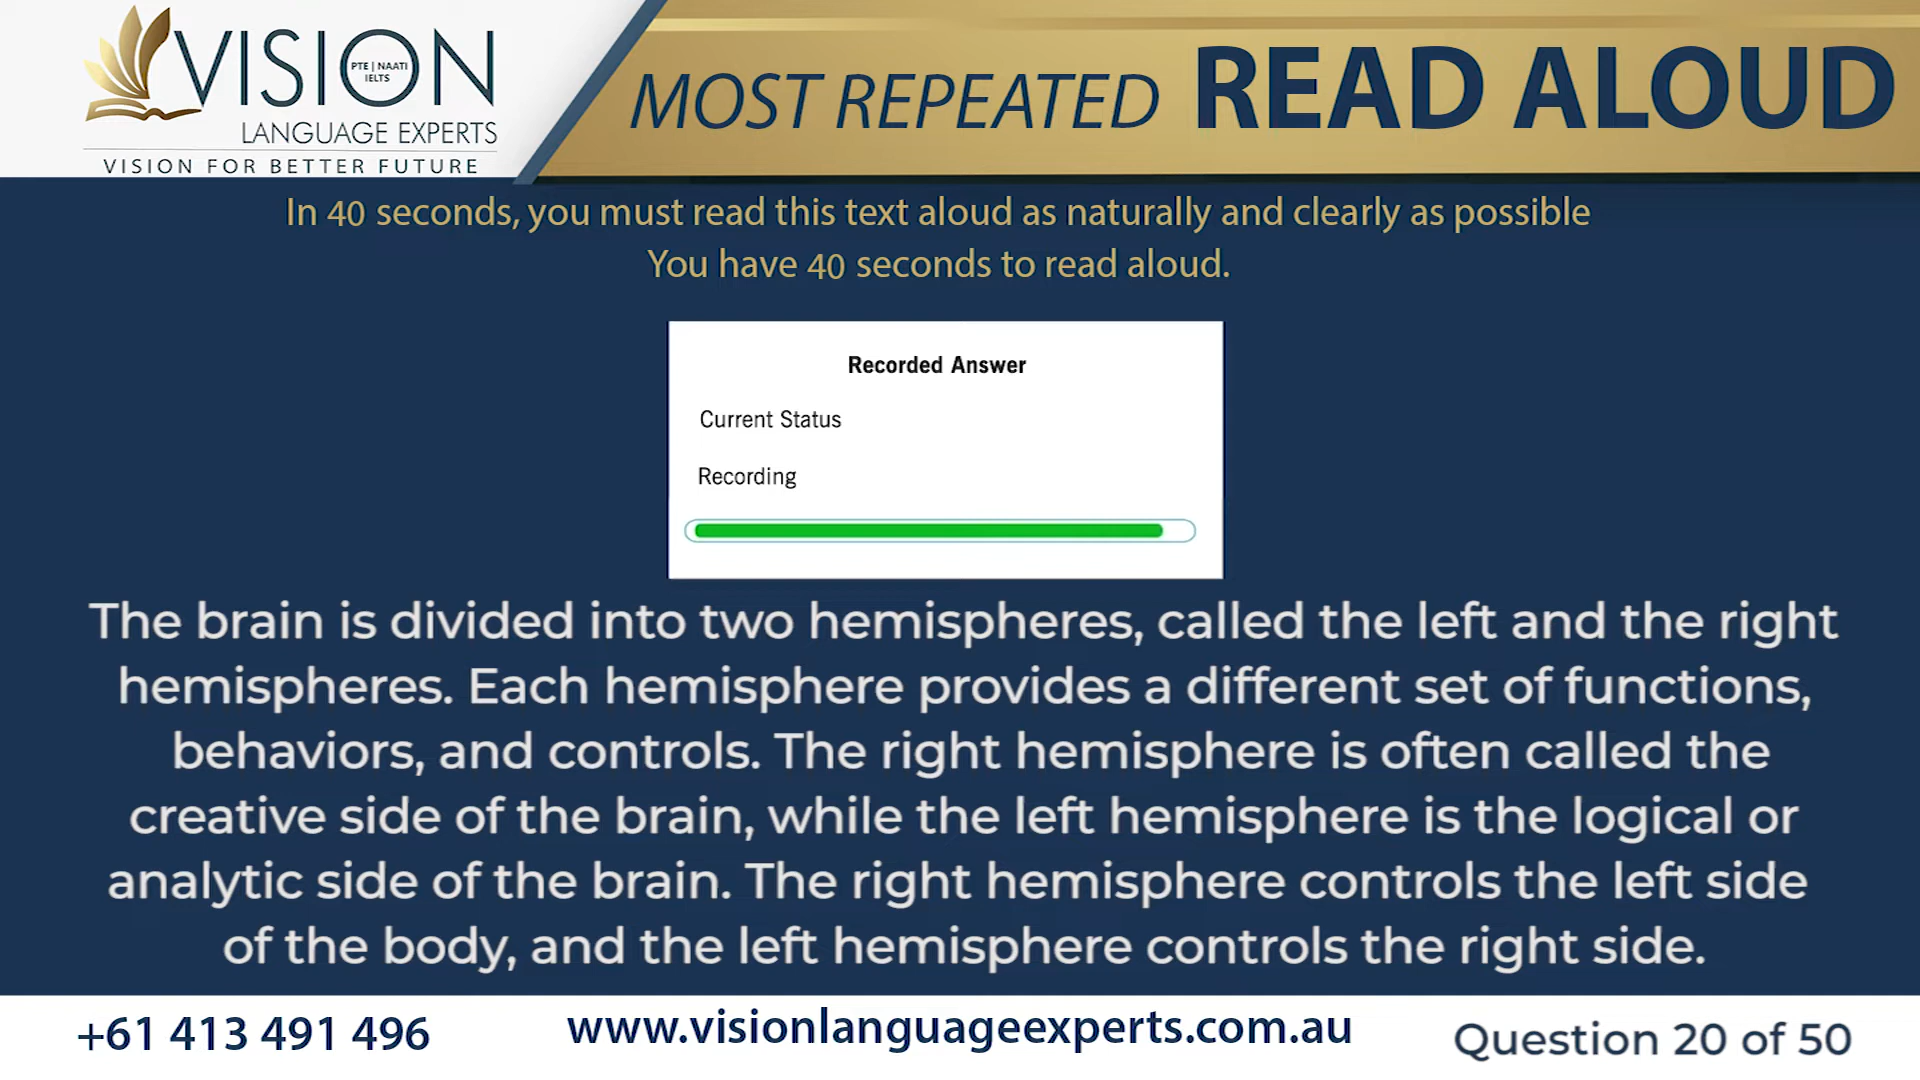 VISION
PTE | NAATI
IELTS
LANGUAGE EXPERTS
VISION FOR BETTER FUTURE
MOST REPEATED READ ALOUD
In 40 seconds, you must read this text aloud as naturally and clearly as possible
You have 40 seconds to read aloud.
Recorded Answer
Current Status
Recording
The brain is divided into two hemispheres, called the left and the right
hemispheres. Each hemisphere provides a different set of functions,
behaviors, and controls. The right hemisphere is often called the
creative side of the brain, while the left hemisphere is the logical or
analytic side of the brain. The right hemisphere controls the left side
of the body, and the left hemisphere controls the right side.
+61 413 491 496
www.visionlanguageexperts.com.au
Question 20 of 50